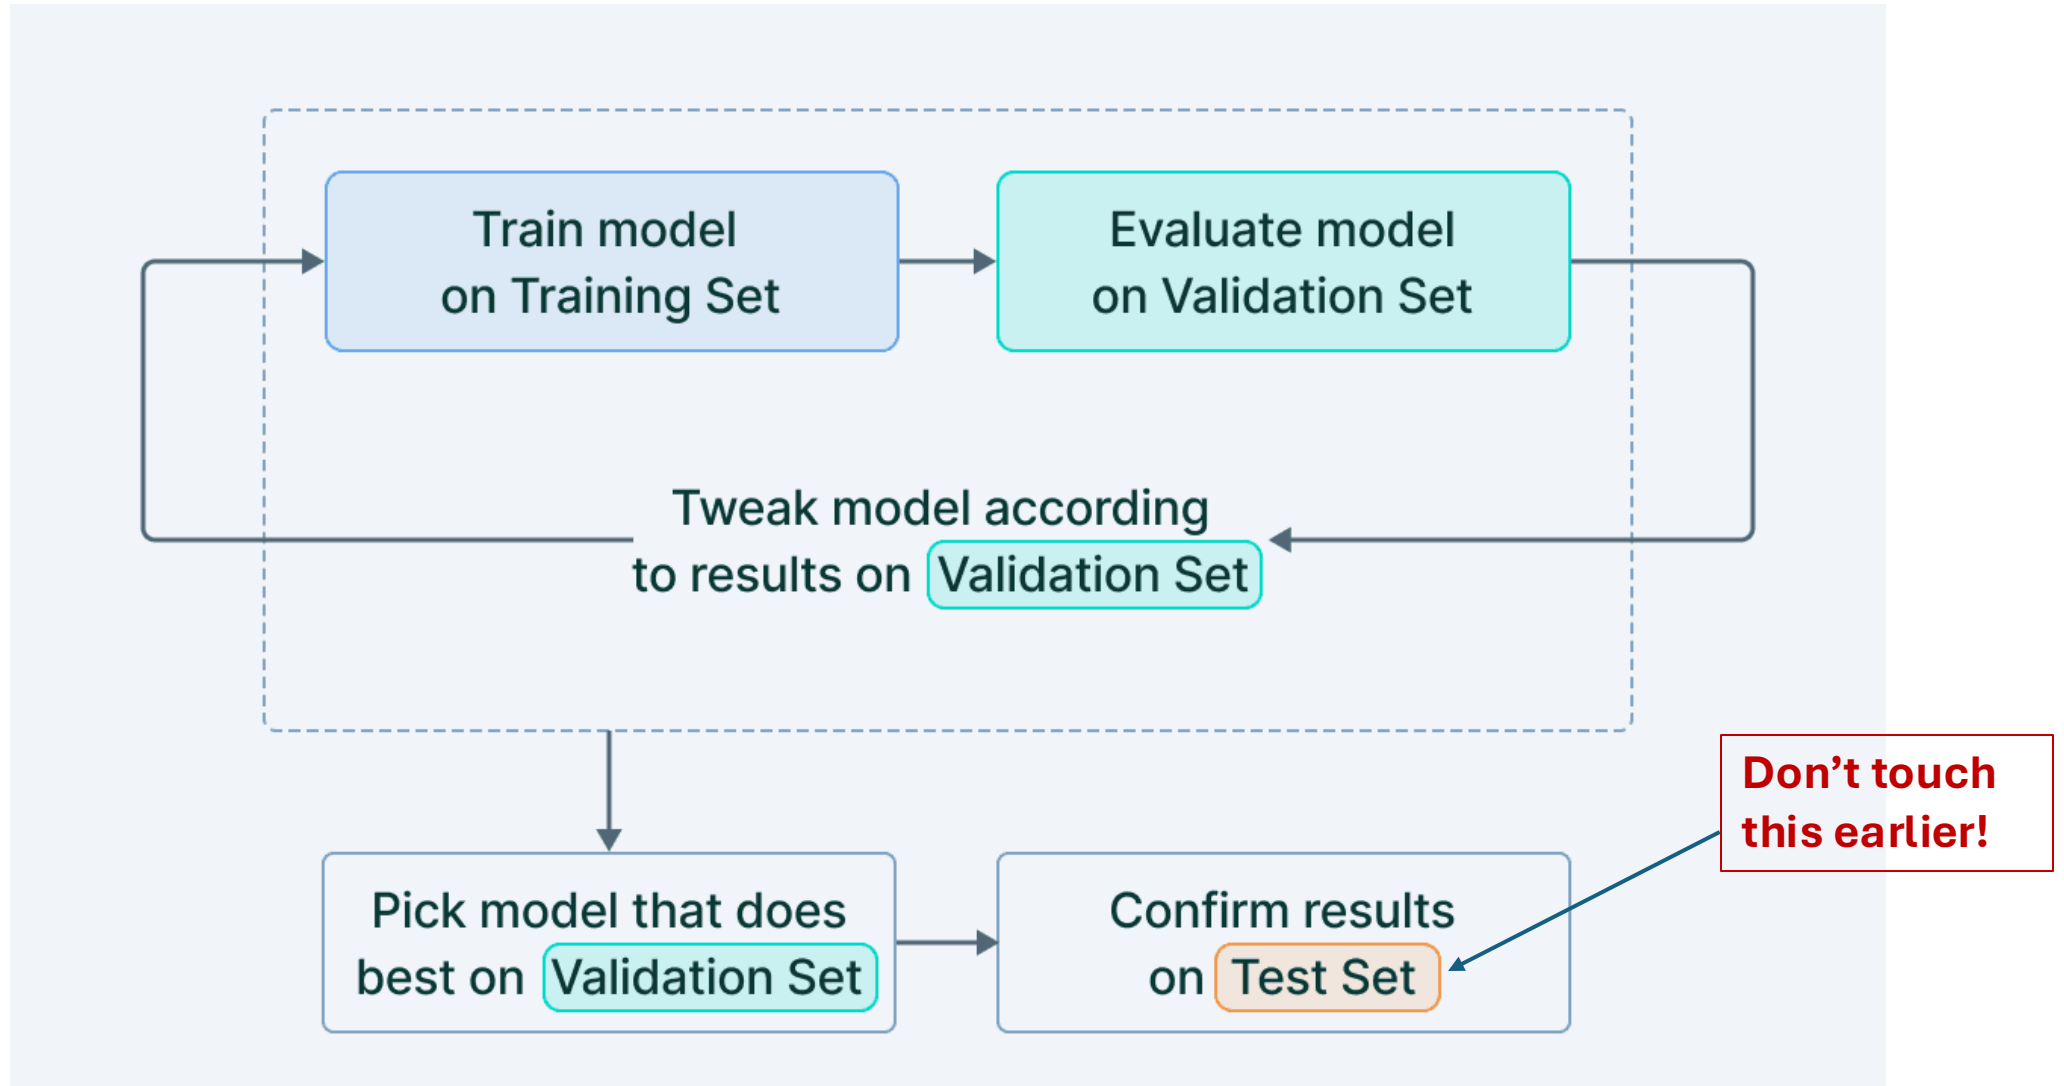 Train model
on Training Set
Evaluate model
on Validation Set
Tweak model according
to results on Validation Set
Don’t touch
this earlier!
Pick model that does
best on Validation Set
Confirm results
on Test Set